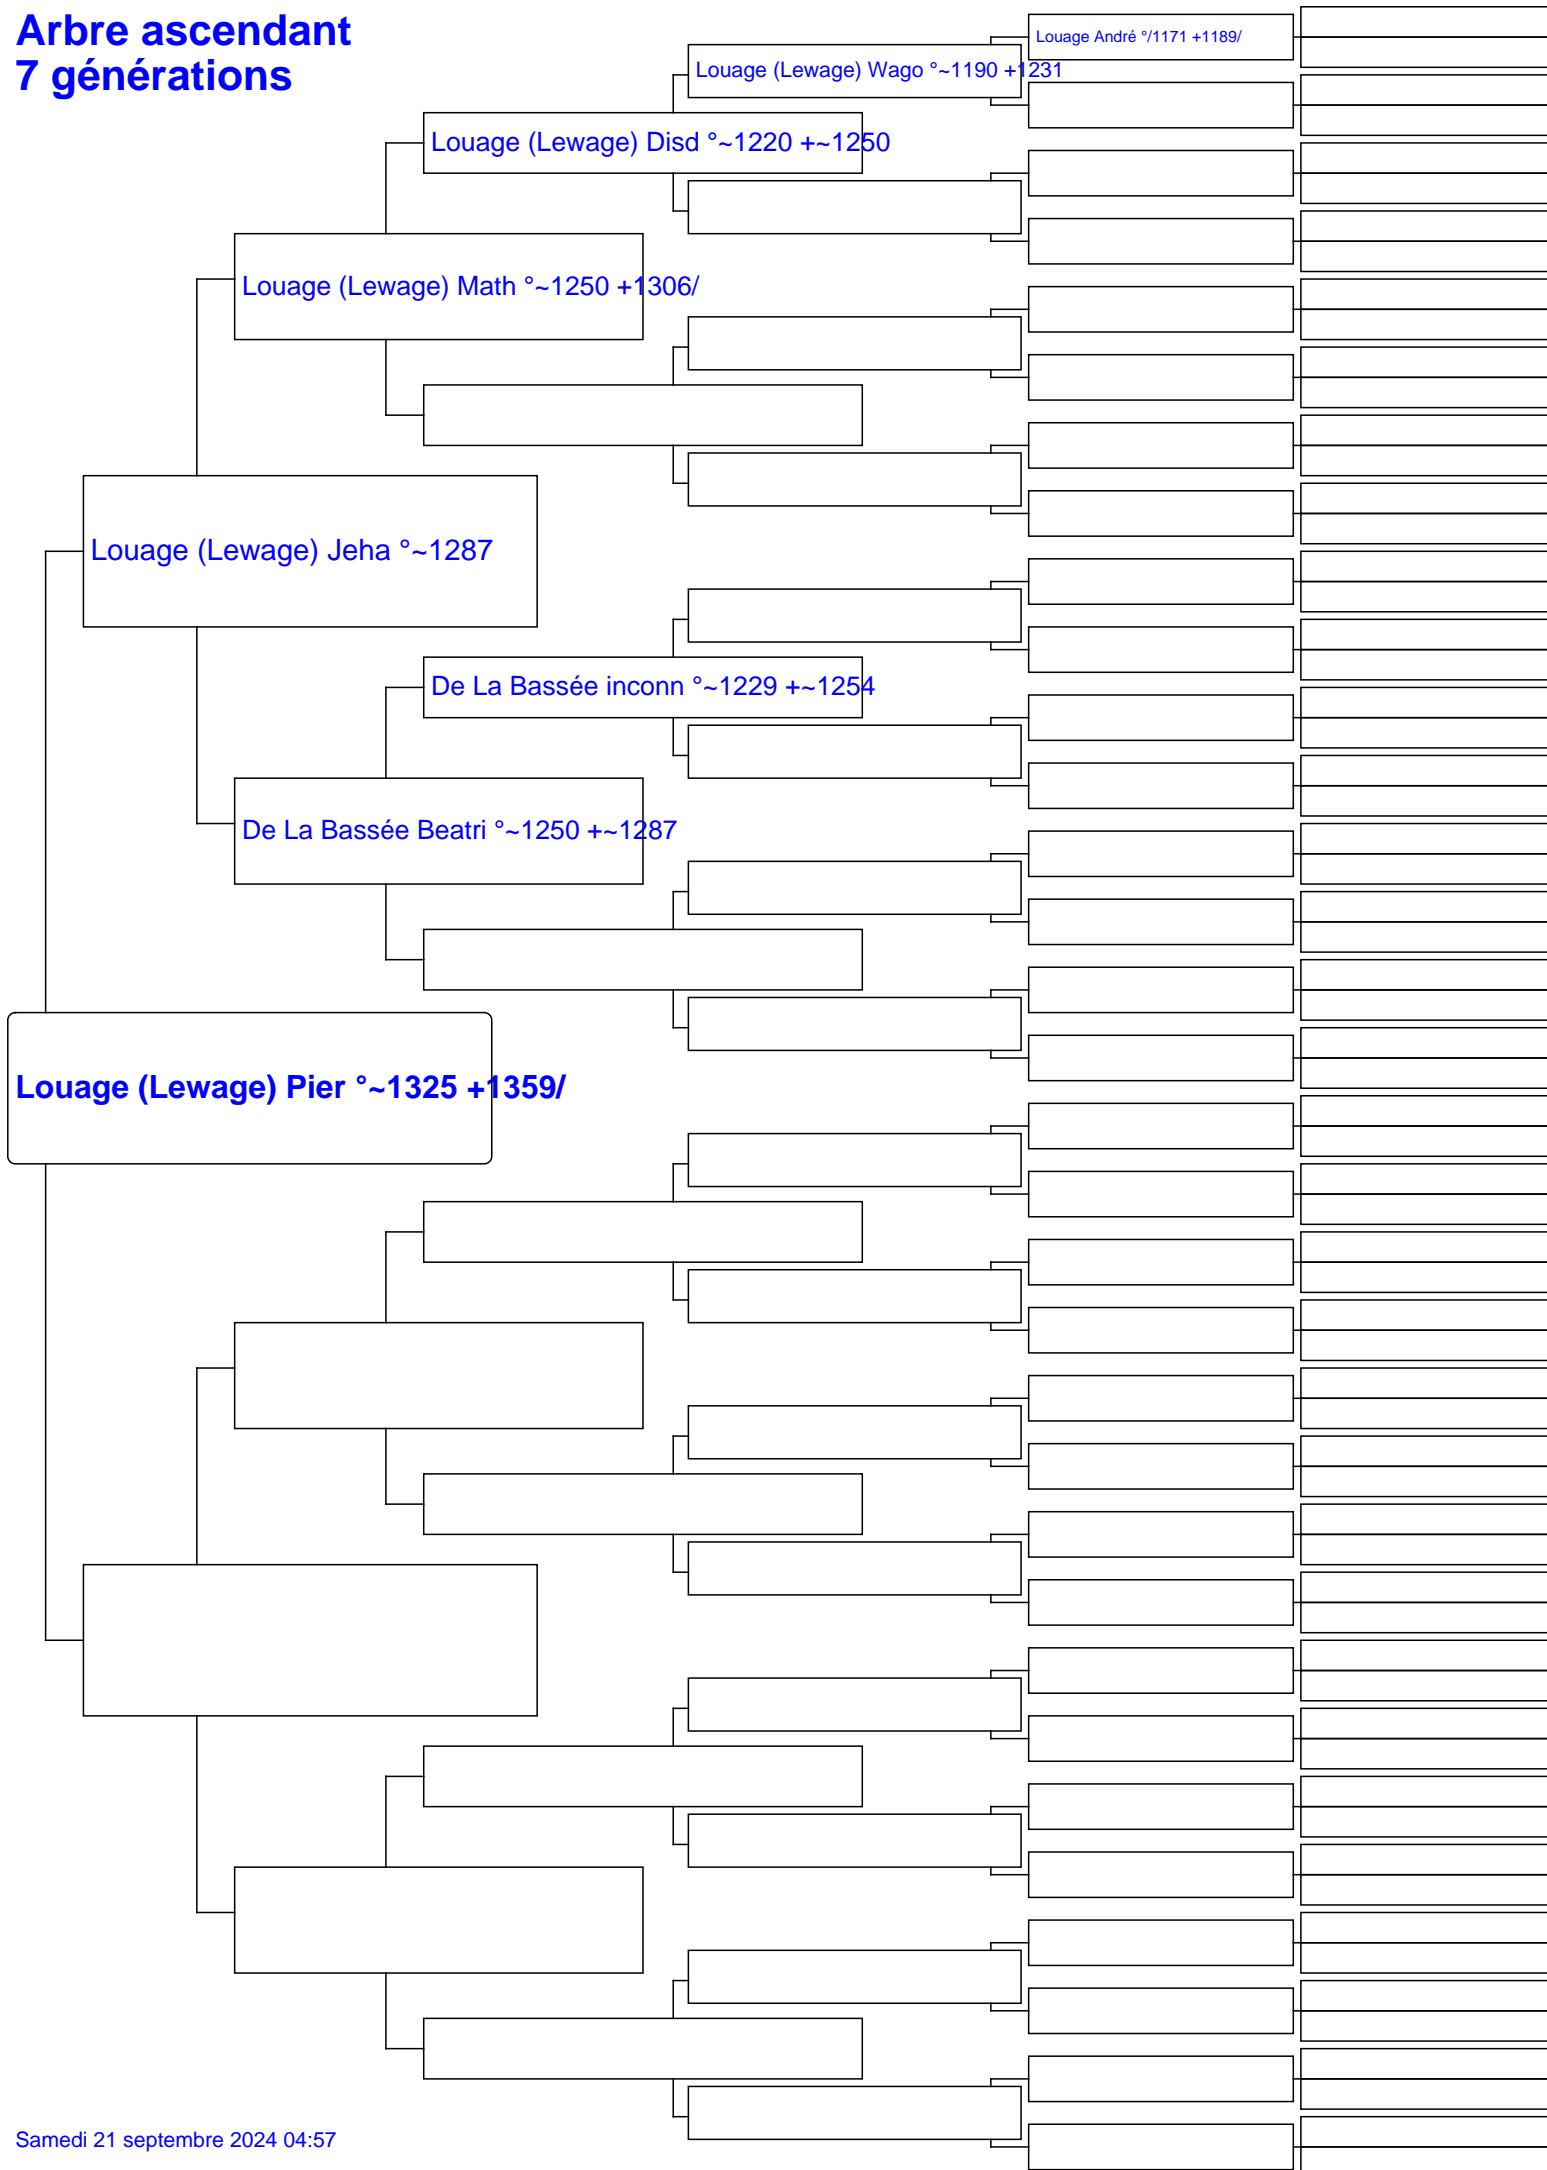 Arbre ascendant
7 générations
Louage André °/1171 +1189/
Louage (Lewage) Wago °~1190 +1231
Louage (Lewage) Disd °~1220 +~1250
Louage (Lewage) Math °~1250 +1306/
Louage (Lewage) Jeha °~1287
De La Bassée inconn °~1229 +~1254
De La Bassée Beatri °~1250 +~1287
Louage (Lewage) Pier °~1325 +1359/
Samedi 21 septembre 2024 04:57